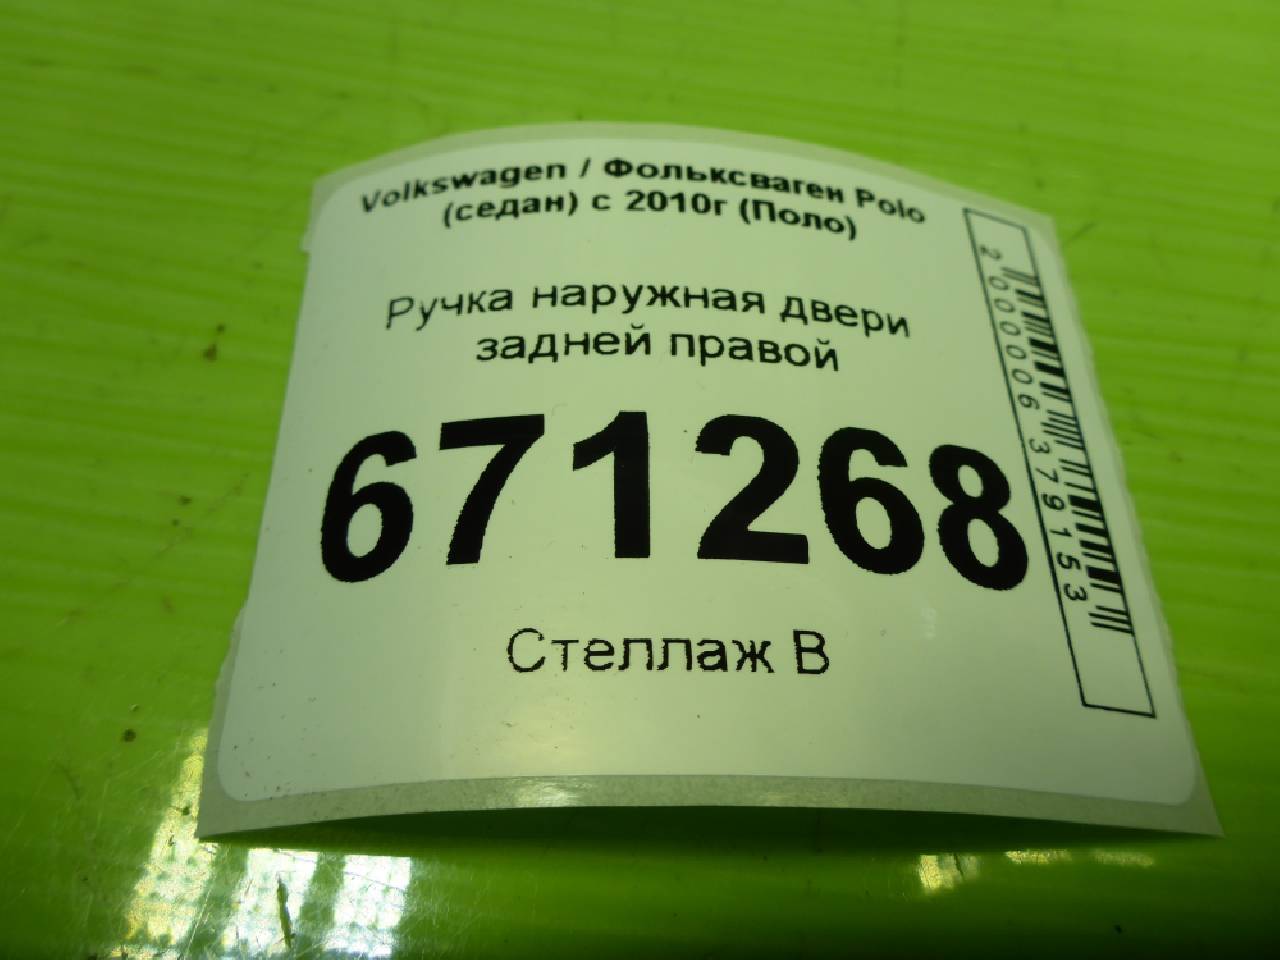 Volkswagen / Фольксваген Polo
(седан) с 2010г (Поло)
Ручка наружная двери
задней правой
671268
Стеллаж В
2000006379153